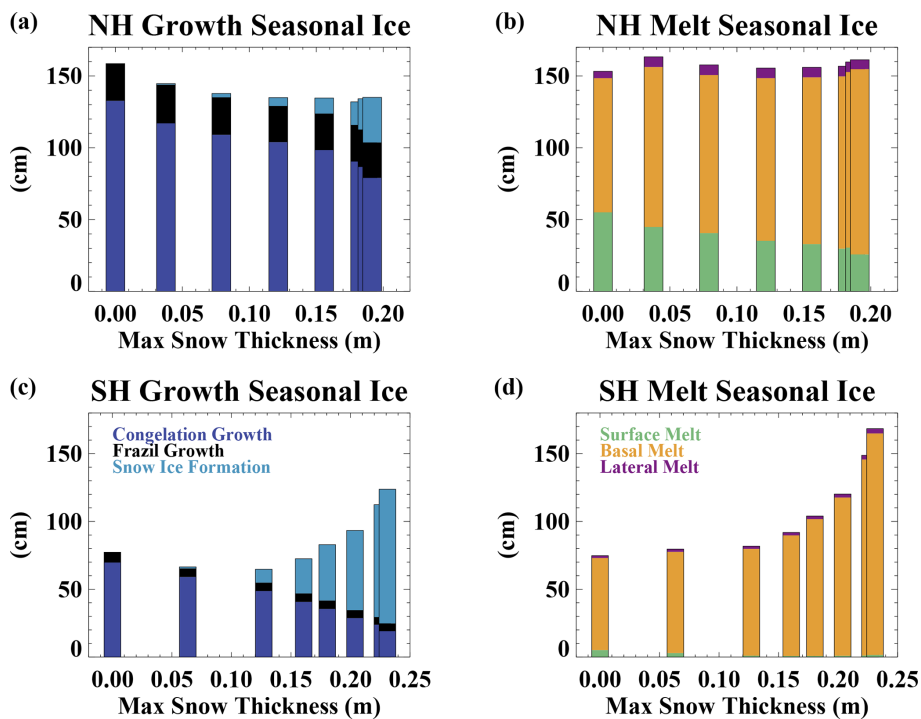 (a) NH Growth Seasonal Ice
(cm)
150
100
50
0
0.00 0.05 0.10 0.15 0.20
Max Snow Thickness (m)
(b) NH Melt Seasonal Ice
(cm)
150
100
50
0
0.00 0.05 0.10 0.15 0.20
Max Snow Thickness (m)
(c) SH Growth Seasonal Ice
Congelation Growth
Frazil Growth
Snow Ice Formation
(cm)
150
100
50
0
0.00 0.05 0.10 0.15 0.20 0.25
Max Snow Thickness (m)
(d) SH Melt Seasonal Ice
Surface Melt
Basal Melt
Lateral Melt
(cm)
150
100
50
0
0.00 0.05 0.10 0.15 0.20 0.25
Max Snow Thickness (m)